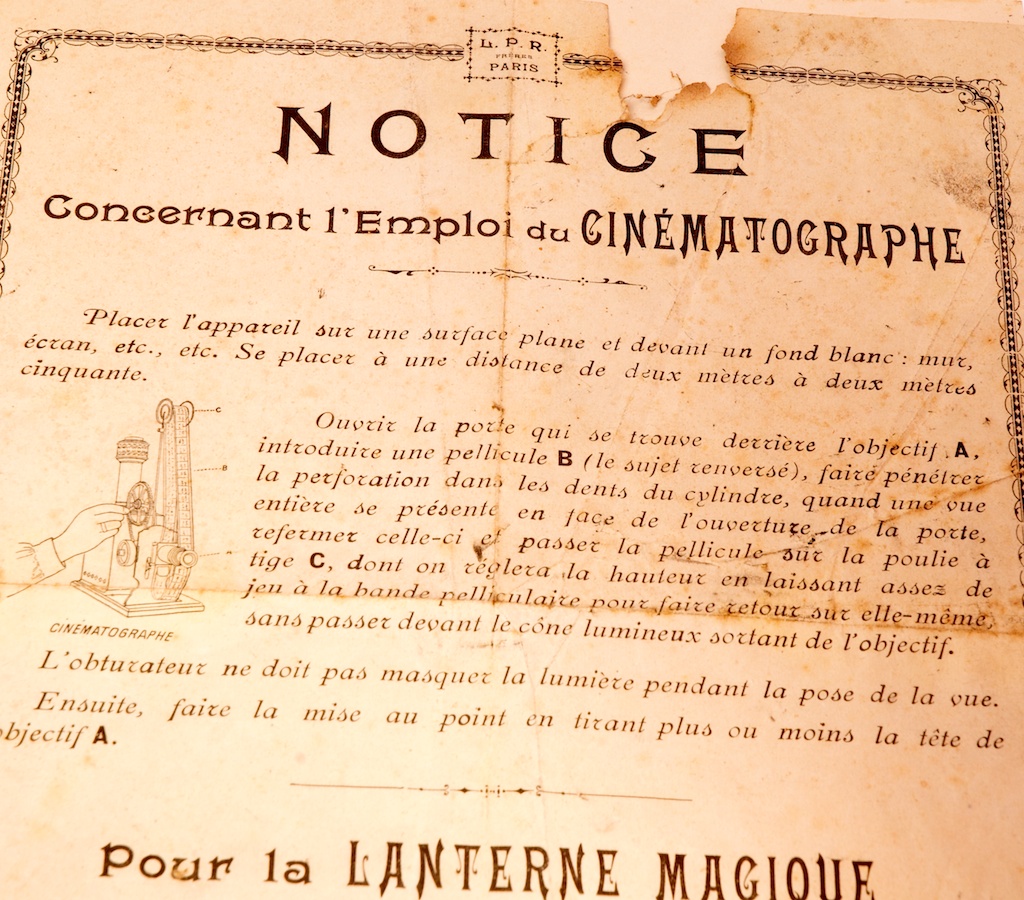 L. P. R.
FRÈRES
PARIS
NOTICE
Concernant l'Emploi du CINÉMATOGRAPHE
Placer l'appareil sur une surface plane et devant un fond blanc : mur,
écran, etc., etc. Se placer à une distance de deux mètres à deux mètres
cinquante.
C
B
CINEMATOGRAPHE
Ouvrir la porte qui se trouve derrière l'objectif A,
introduire une pellicule B (le sujet renversé), faire pénétrer
la perforation dans les dents du cylindre, quand une vue
entière se présente en face de l'ouverture de la porte,
refermer celle-ci et passer la pellicule sur la poulie à
tige C, dont on règlera la hauteur en laissant assez de
jeu à la bande pelliculaire pour faire retour sur elle-même,
sans passer devant le cône lumineux sortant de l'objectif.
L'obturateur ne doit pas masquer la lumière pendant la pose de la vue.
Ensuite, faire la mise au point en tirant plus ou moins la tête de
objectif A.
Pour la LANTERNE MAGIQUE